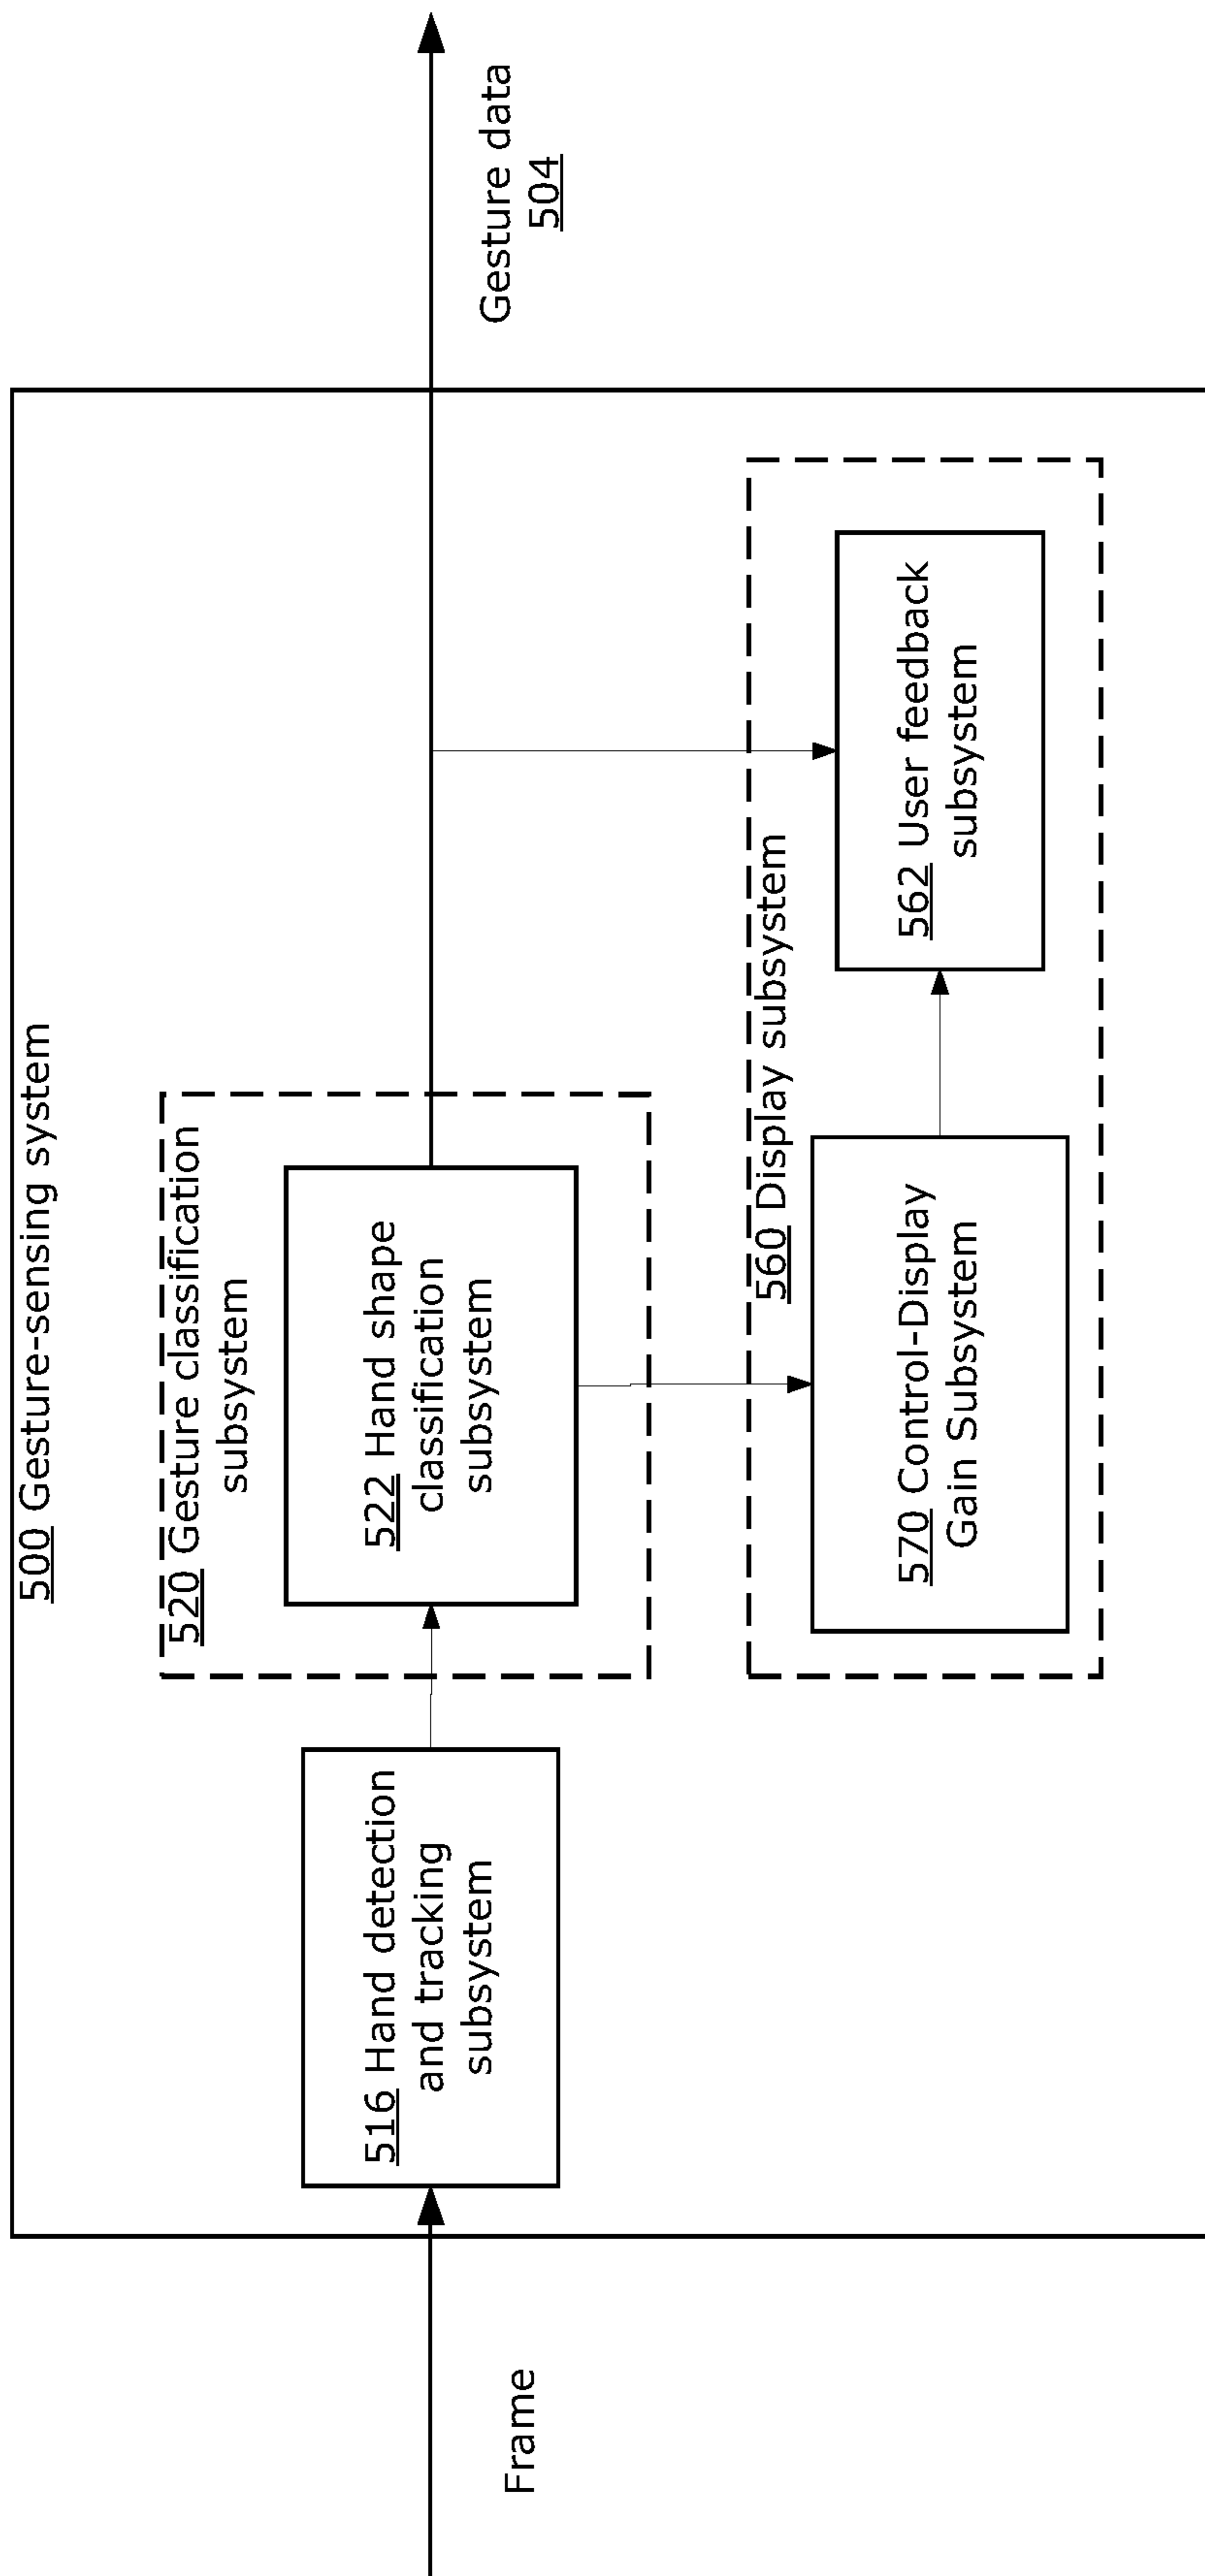 500 Gesture-sensing system
Frame
516 Hand detection
and tracking
subsystem
520 Gesture classification
subsystem
522 Hand shape
classification
subsystem
Gesture data
504
560 Display subsystem
570 Control-Display
Gain Subsystem
562 User feedback
subsystem